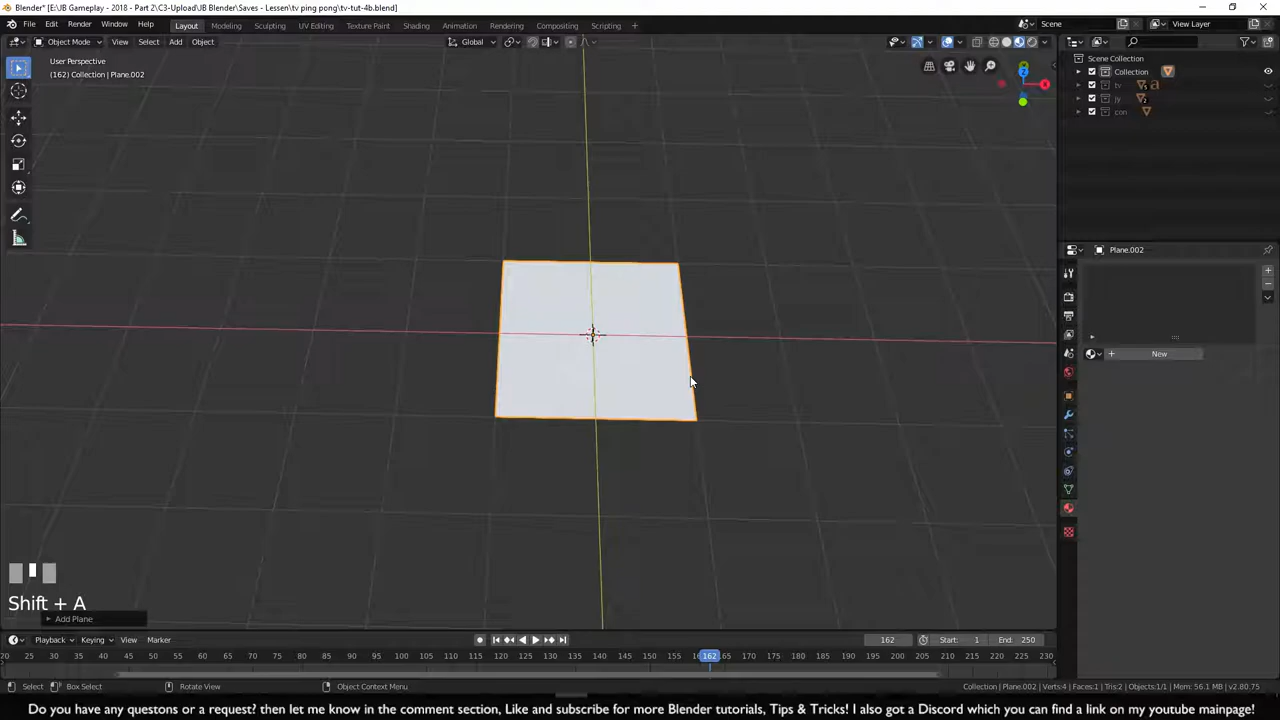 Blender* [E:\JB Gameplay - 2018 - Part 2\C3-Upload\JB Blender\Saves - Lessen\tv ping pong\tv-tut-4b.blend]
File Edit Render Window Help Layout Modeling Sculpting UV Editing Texture Paint Shading Animation Rendering Compositing Scripting Scene View Layer
Object Mode View Select Add Object Global
User Perspective
(162) Collection | Plane.002
Scene Collection
Collection
tv
jy
con
Plane.002
New
Shift + A
Add Plane
Playback Keying View Marker 162 Start: 1 End: 250
20 25 30 35 40 45 50 55 60 65 70 75 80 85 90 95 100 105 110 115 120 125 130 135 140 145 150 155 162 165 170 175 180 185 190 195 200 205 210 215 220 225 230
Select Box Select Rotate View Object Context Menu Collection | Plane.002 | Verts:4 | Faces:1 | Tris:2 | Objects:1/1 | Mem: 56.1 MB | v2.80.75
Do you have any questons or a request? then let me know in the comment section, Like and subscribe for more Blender tutorials, Tips & Tricks! I also got a Discord which you can find a link on my youtube mainpage!